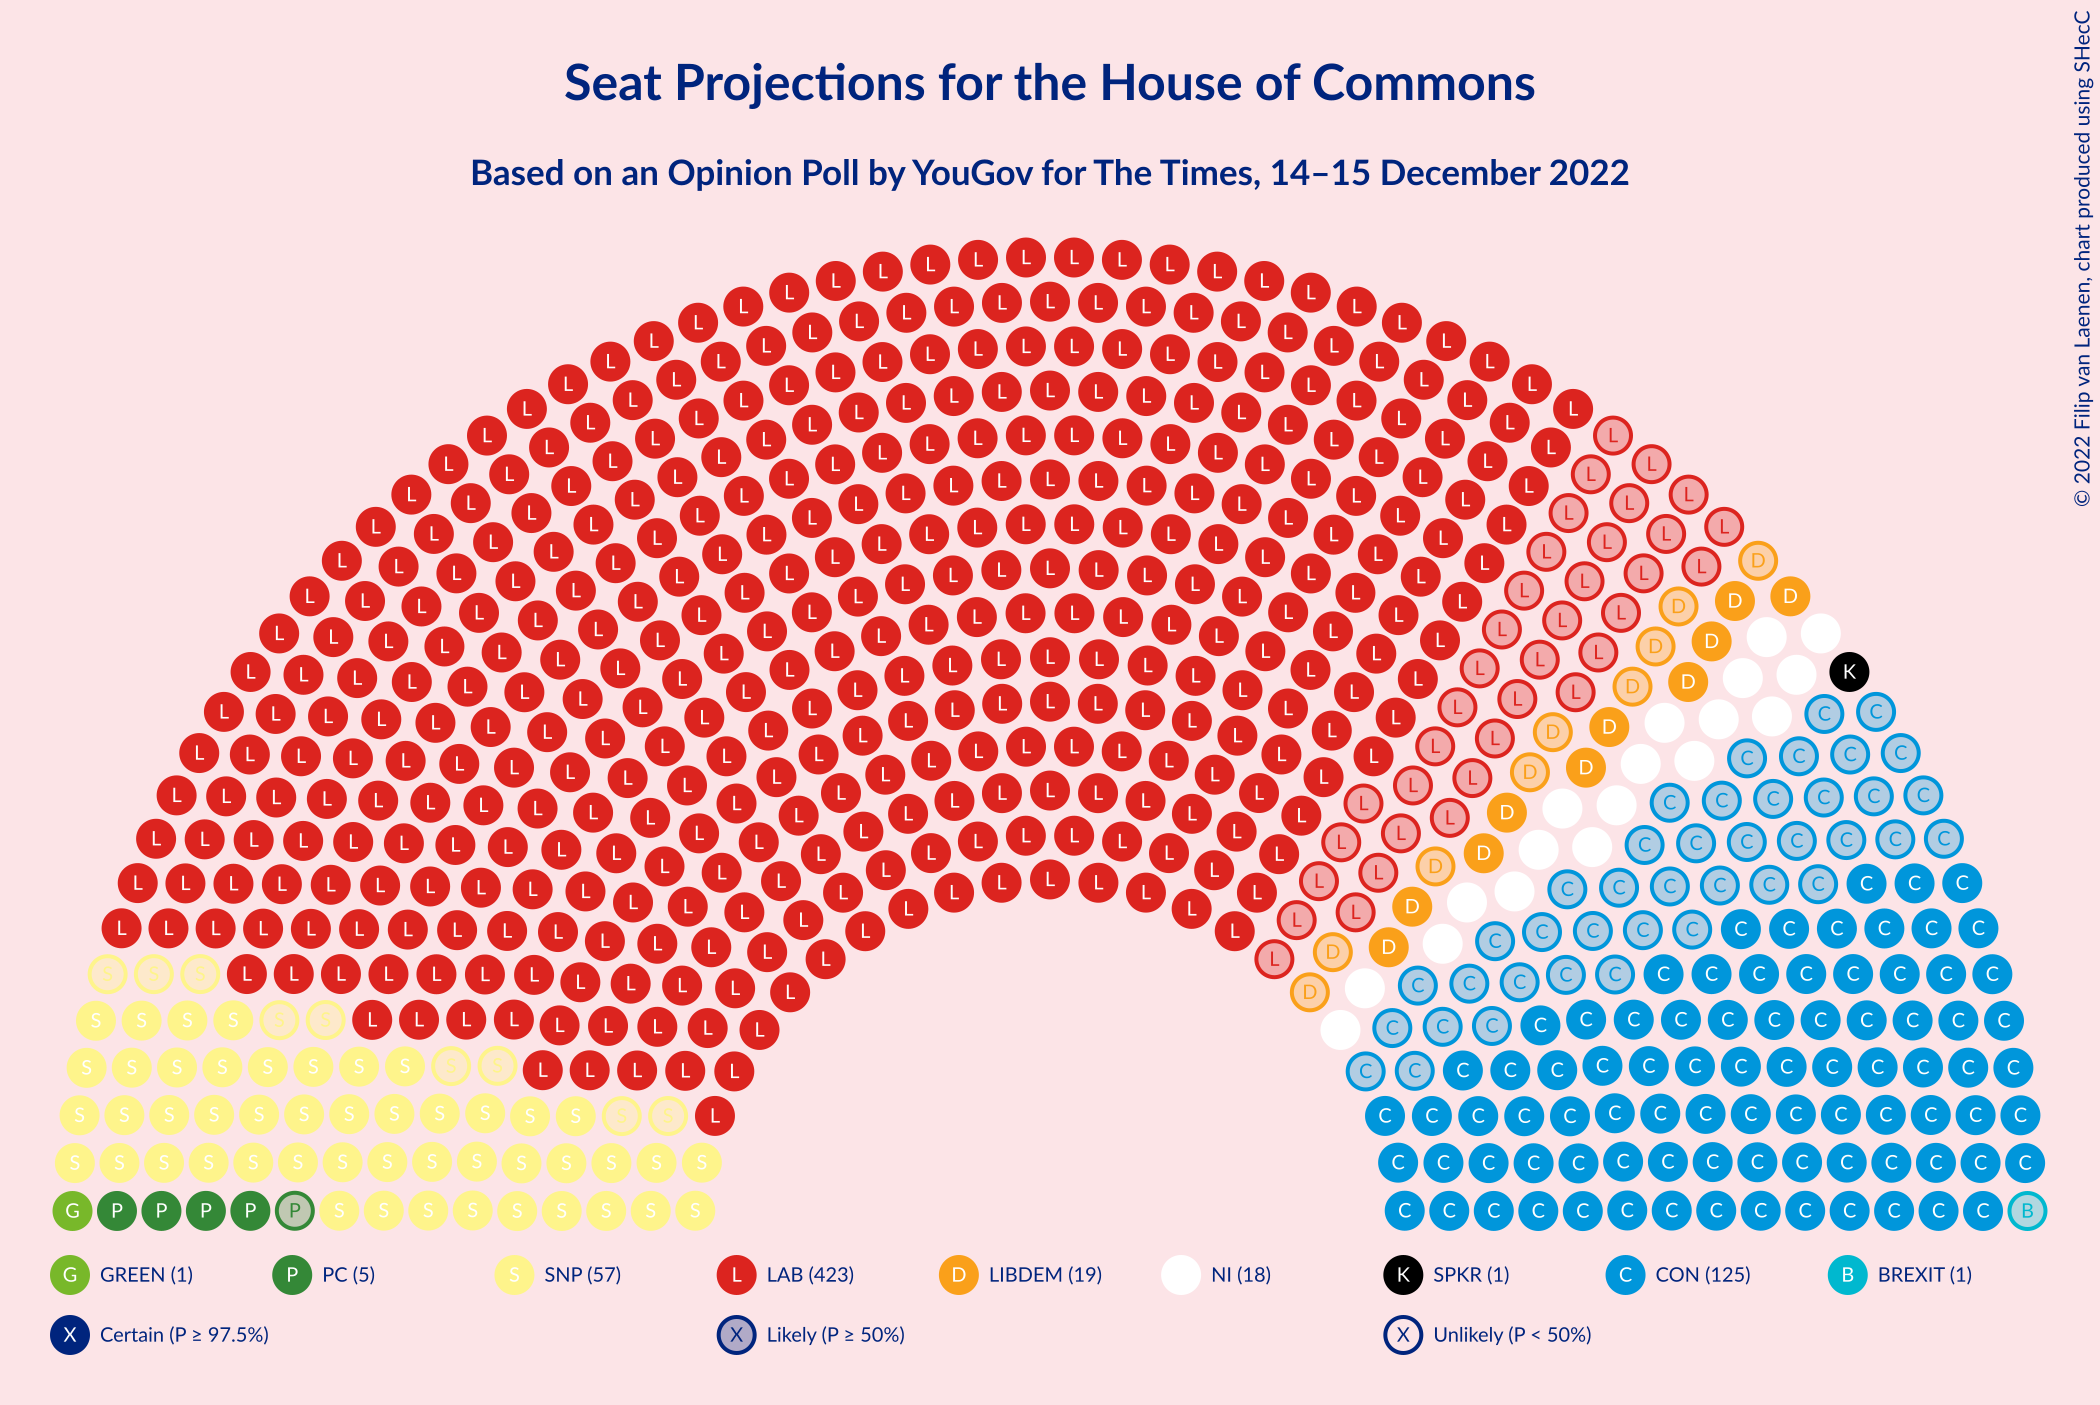 Seat Projections for the House of Commons
Based on an Opinion Poll by YouGov for The Times, 14–15 December 2022
© 2022 Filip van Laenen, chart produced using SHecC
G GREEN (1) P PC (5) S SNP (57) L LAB (423) D LIBDEM (19) NI (18) K SPKR (1) C CON (125) B BREXIT (1)
X Certain (P ≥ 97.5%) X Likely (P ≥ 50%) X Unlikely (P < 50%)